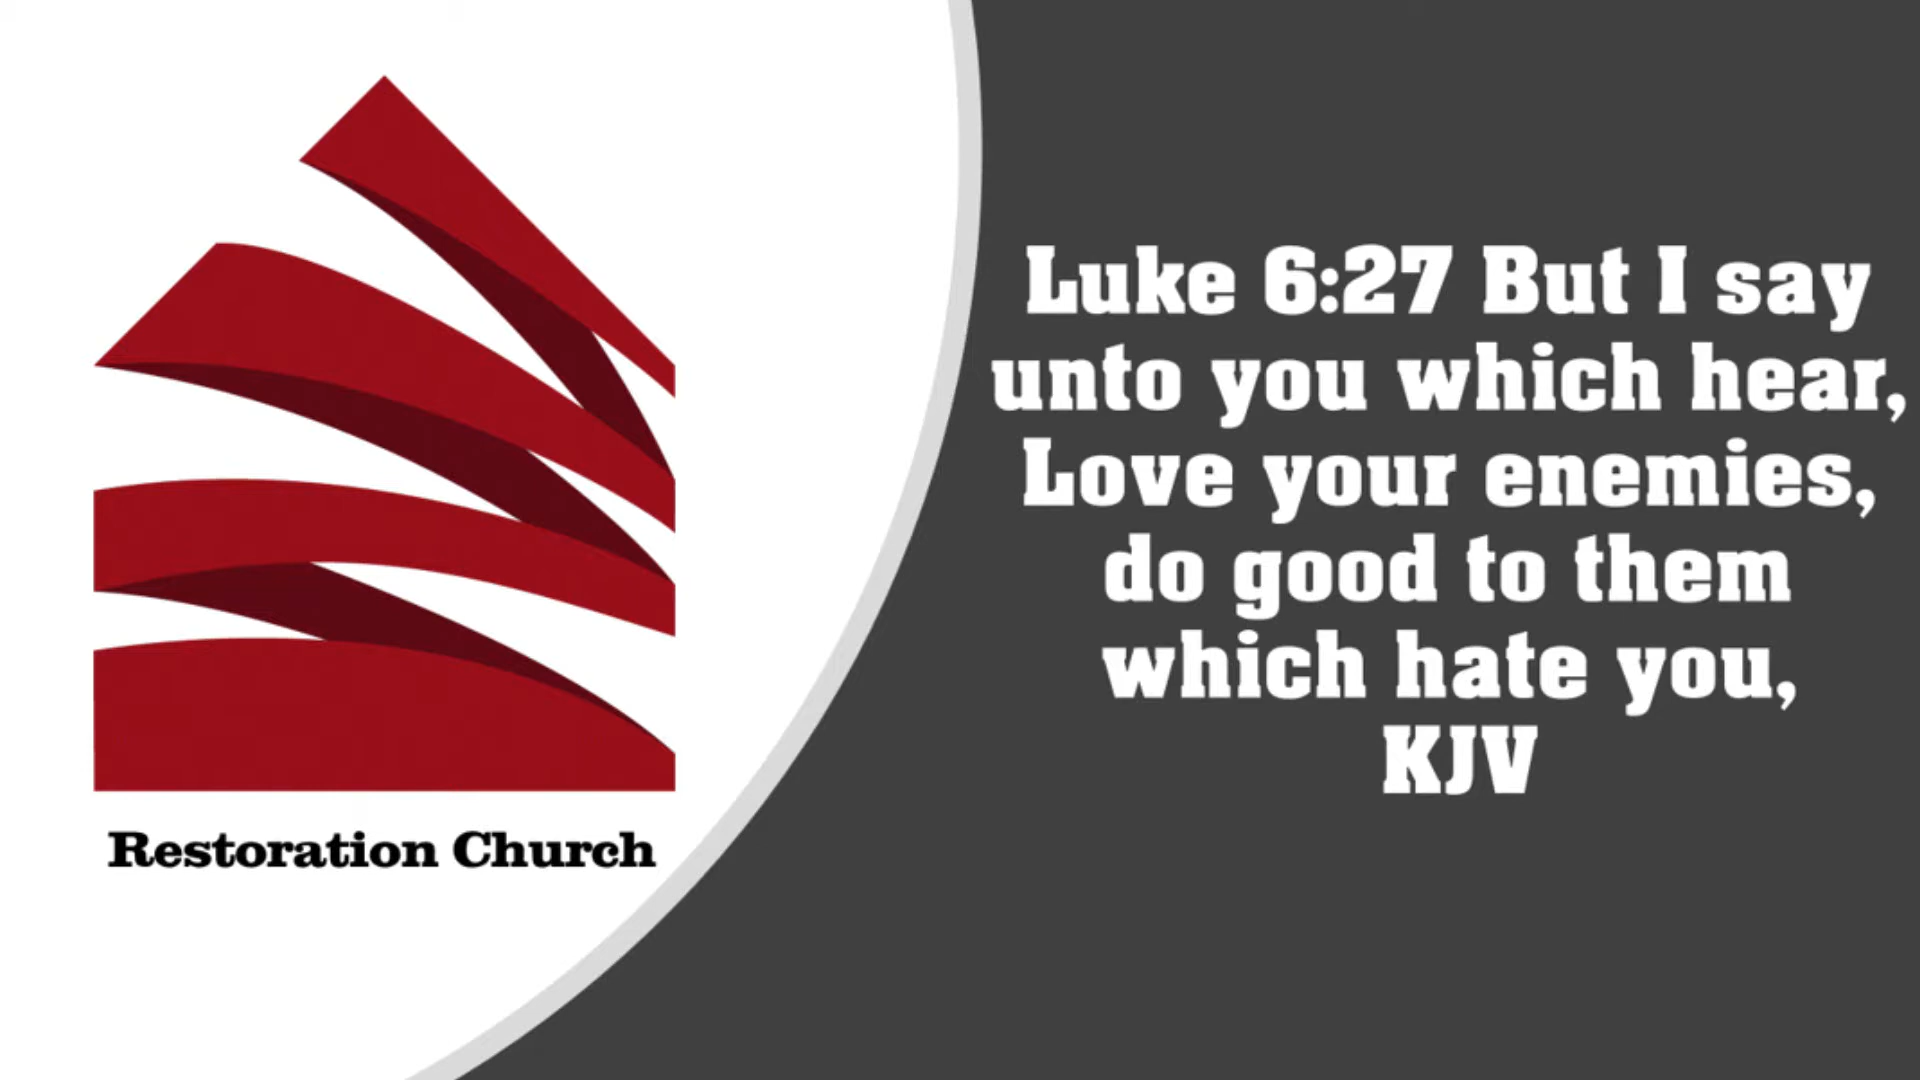 Restoration Church
Luke 6:27 But I say
unto you which hear,
Love your enemies,
do good to them
which hate you,
KJV